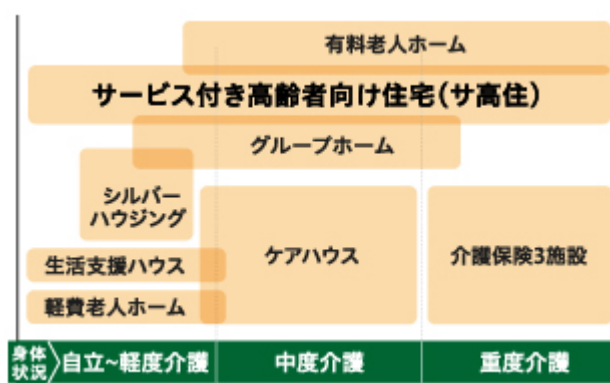 有料老人ホーム
サービス付き高齢者向け住宅(サ高住)
グループホーム
シルバー
ハウジング
生活支援ハウス
ケアハウス
介護保険3施設
軽費老人ホーム
身体
状況
自立~軽度介護
中度介護
重度介護